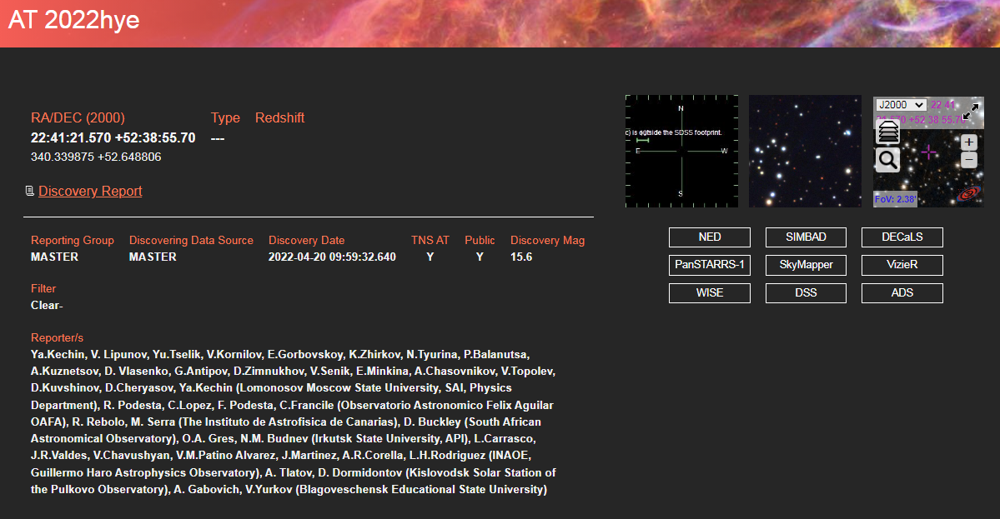 AT 2022hye
RA/DEC (2000) Type Redshift
22:41:21.570 +52:38:55.70 ---
340.339875 +52.648806
Discovery Report
Reporting Group Discovering Data Source Discovery Date TNS AT Public Discovery Mag
MASTER MASTER 2022-04-20 09:59:32.640 Y Y 15.6
Filter
Clear-
Reporter/s
Ya.Kechin, V. Lipunov, Yu.Tselik, V.Kornilov, E.Gorbovskoy, K.Zhirkov, N.Tyurina, P.Balanutsa,
A.Kuznetsov, D. Vlasenko, G.Antipov, D.Zimnukhov, V.Senik, E.Minkina, A.Chasovnikov, V.Topolev,
D.Kuvshinov, D.Cheryasov, Ya.Kechin (Lomonosov Moscow State University, SAI, Physics
Department), R. Podesta, C.Lopez, F. Podesta, C.Francile (Observatorio Astronomico Felix Aguilar
OAFA), R. Rebolo, M. Serra (The Instituto de Astrofisica de Canarias), D. Buckley (South African
Astronomical Observatory), O.A. Gres, N.M. Budnev (Irkutsk State University, API), L.Carrasco,
J.R.Valdes, V.Chavushyan, V.M.Patino Alvarez, J.Martinez, A.R.Corella, L.H.Rodriguez (INAOE,
Guillermo Haro Astrophysics Observatory), A. Tlatov, D. Dormidontov (Kislovodsk Solar Station of
the Pulkovo Observatory), A. Gabovich, V.Yurkov (Blagoveschensk Educational State University)
N
c) is outside the SDSS footprint.
E W
S
J2000 22 41
21.570 +52 38 55.70
+
−
FoV: 2.38'
NED SIMBAD DECaLS
PanSTARRS-1 SkyMapper VizieR
WISE DSS ADS